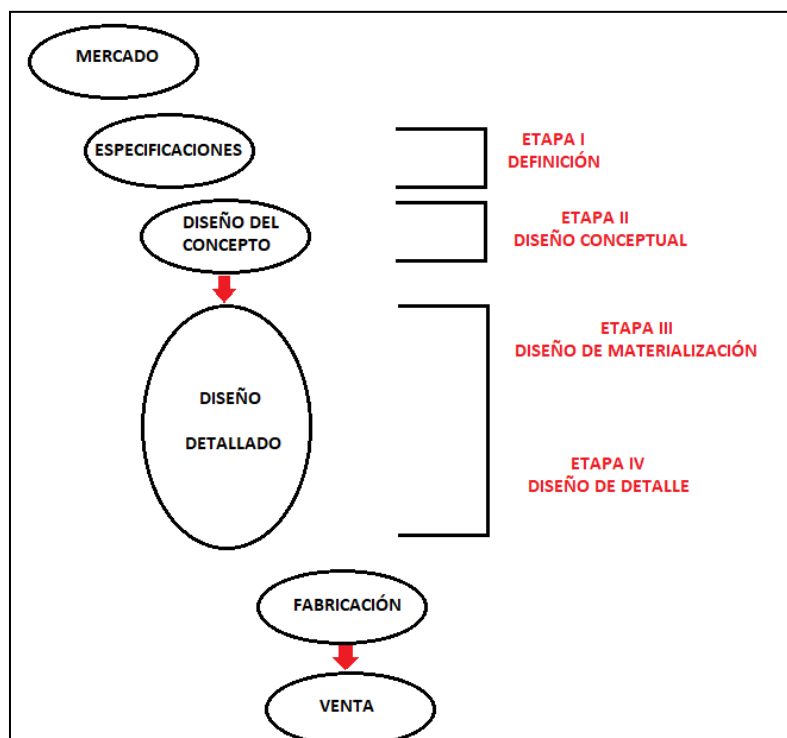 MERCADO
ESPECIFICACIONES
ETAPA I
DEFINICIÓN
DISEÑO DEL
CONCEPTO
ETAPA II
DISEÑO CONCEPTUAL
ETAPA III
DISEÑO DE MATERIALIZACIÓN
DISEÑO
DETALLADO
ETAPA IV
DISEÑO DE DETALLE
FABRICACIÓN
VENTA